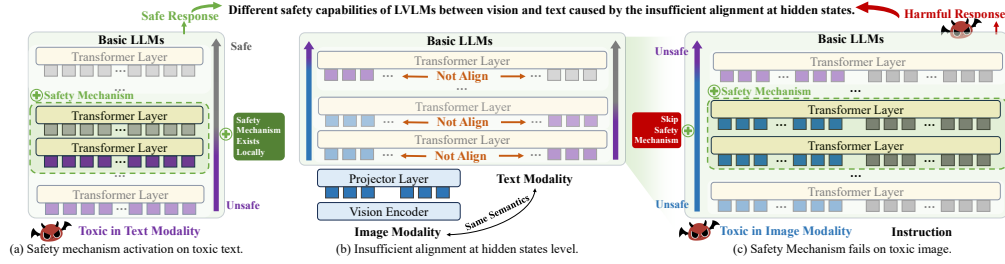 Different safety capabilities of LVLMs between vision and text caused by the insufficient alignment at hidden states.
Safe Response
Harmful Response
Basic LLMs
Safe
Transformer Layer
...
Safety Mechanism
Transformer Layer
...
Transformer Layer
...
Transformer Layer
...
Unsafe
Toxic in Text Modality
(a) Safety mechanism activation on toxic text.
Safety
Mechanism
Exists
Locally
Basic LLMs
Transformer Layer
... Not Align ...
...
Transformer Layer
... Not Align ...
Transformer Layer
... Not Align ...
Projector Layer
...
Vision Encoder
Image Modality
Text Modality
Same Semantics
(b) Insufficient alignment at hidden states level.
Skip
Safety
Mechanism
Basic LLMs
Unsafe
Transformer Layer
... ...
Safety Mechanism
...
Transformer Layer
... ...
Transformer Layer
... ...
...
Transformer Layer
... ...
Unsafe
Toxic in Image Modality
Instruction
(c) Safety Mechanism fails on toxic image.